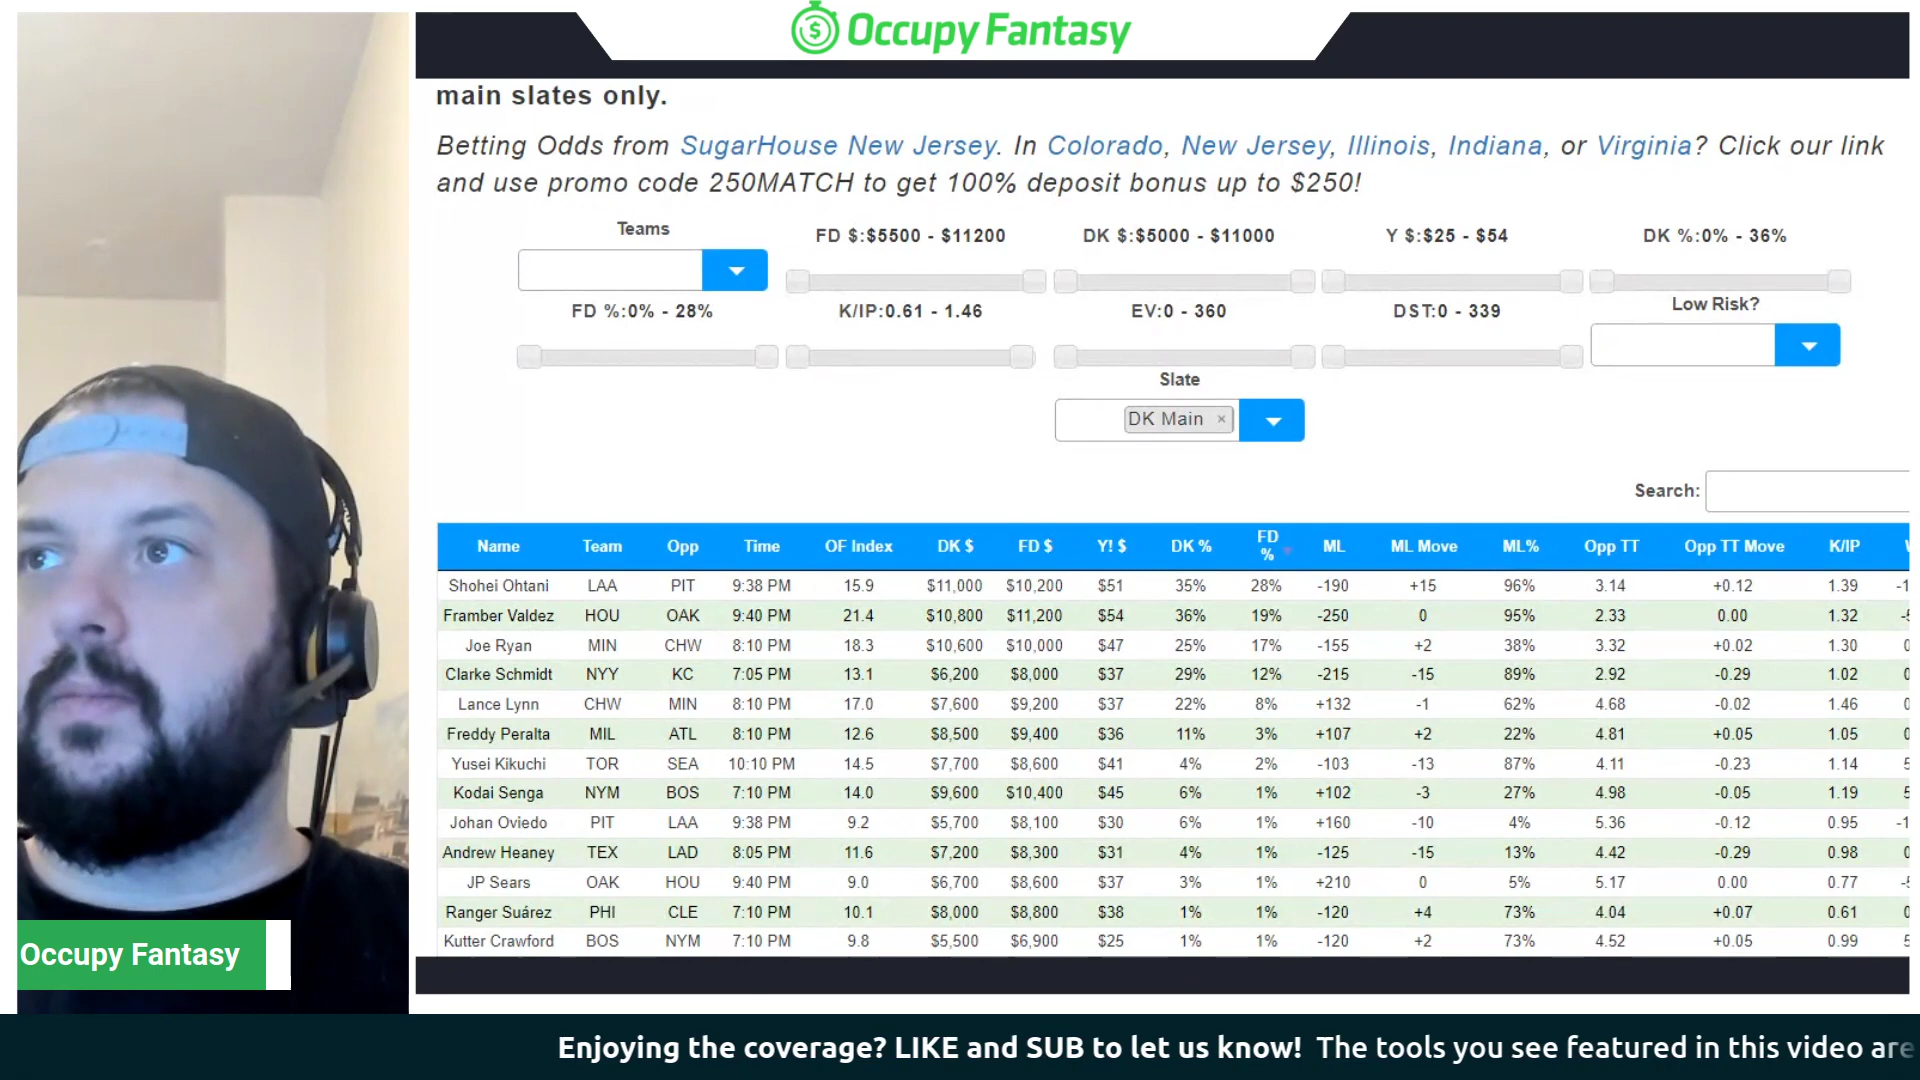 Occupy Fantasy
main slates only.
Betting Odds from SugarHouse New Jersey. In Colorado, New Jersey, Illinois, Indiana, or Virginia? Click our link
and use promo code 250MATCH to get 100% deposit bonus up to $250!
Teams FD $:$5500 - $11200 DK $:$5000 - $11000 Y $:$25 - $54 DK %:0% - 36%
FD %:0% - 28% K/IP:0.61 - 1.46 EV:0 - 360 DST:0 - 339 Low Risk?
Slate
DK Main ×
Search:
Name Team Opp Time OF Index DK $ FD $ Y! $ DK % FD % ML ML Move ML% Opp TT Opp TT Move K/IP
Shohei Ohtani LAA PIT 9:38 PM 15.9 $11,000 $10,200 $51 35% 28% -190 +15 96% 3.14 +0.12 1.39 -1
Framber Valdez HOU OAK 9:40 PM 21.4 $10,800 $11,200 $54 36% 19% -250 0 95% 2.33 0.00 1.32
Joe Ryan MIN CHW 8:10 PM 18.3 $10,600 $10,000 $47 25% 17% -155 +2 38% 3.32 +0.02 1.30
Clarke Schmidt NYY KC 7:05 PM 13.1 $6,200 $8,000 $37 29% 12% -215 -15 89% 2.92 -0.29 1.02
Lance Lynn CHW MIN 8:10 PM 17.0 $7,600 $9,200 $37 22% 8% +132 -1 62% 4.68 -0.02 1.46
Freddy Peralta MIL ATL 8:10 PM 12.6 $8,500 $9,400 $36 11% 3% +107 +2 22% 4.81 +0.05 1.05
Yusei Kikuchi TOR SEA 10:10 PM 14.5 $7,700 $8,600 $41 4% 2% -103 -13 87% 4.11 -0.23 1.14
Kodai Senga NYM BOS 7:10 PM 14.0 $9,600 $10,400 $45 6% 1% +102 -3 27% 4.98 -0.05 1.19
Johan Oviedo PIT LAA 9:38 PM 9.2 $5,700 $8,100 $30 6% 1% +160 -10 4% 5.36 -0.12 0.95 -1
Andrew Heaney TEX LAD 8:05 PM 11.6 $7,200 $8,300 $31 4% 1% -125 -15 13% 4.42 -0.29 0.98
JP Sears OAK HOU 9:40 PM 9.0 $6,700 $8,600 $37 3% 1% +210 0 5% 5.17 0.00 0.77
Ranger Suárez PHI CLE 7:10 PM 10.1 $8,000 $8,800 $38 1% 1% -120 +4 73% 4.04 +0.07 0.61
Kutter Crawford BOS NYM 7:10 PM 9.8 $5,500 $6,900 $25 1% 1% -120 +2 73% 4.52 +0.05 0.99
Occupy Fantasy
Enjoying the coverage? LIKE and SUB to let us know! The tools you see featured in this video are